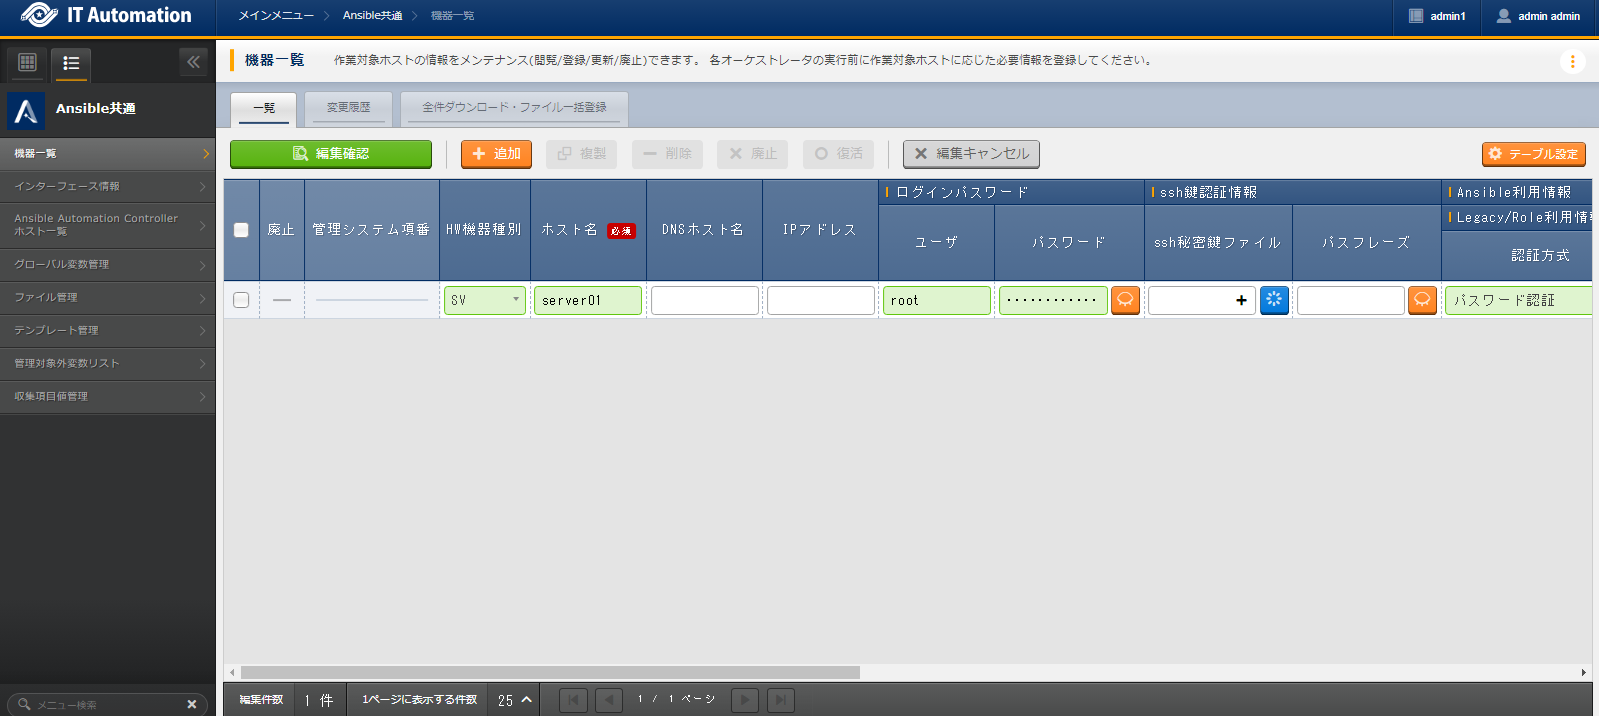 IT Automation
メインメニュー
Ansible共通
機器一覧
admin1
admin admin
Ansible共通
機器一覧
インターフェース情報
Ansible Automation Controller
ホスト一覧
グローバル変数管理
ファイル管理
テンプレート管理
管理対象外変数リスト
収集項目値管理
メニュー検索
機器一覧
作業対象ホストの情報をメンテナンス(閲覧/登録/更新/廃止)できます。 各オーケストレータの実行前に作業対象ホストに応じた必要情報を登録してください。
一覧
変更履歴
全件ダウンロード・ファイル一括登録
編集確認
追加
複製
削除
廃止
復活
編集キャンセル
テーブル設定
廃止
管理システム項番
HW機器種別
ホスト名 必須
DNSホスト名
IPアドレス
ログインパスワード
ユーザ
パスワード
ssh鍵認証情報
ssh秘密鍵ファイル
パスフレーズ
Ansible利用情報
Legacy/Role利用情報
認証方式
SV
server01
root
パスワード認証
編集件数
1 件
1ページに表示する件数
25
1 / 1 ページ